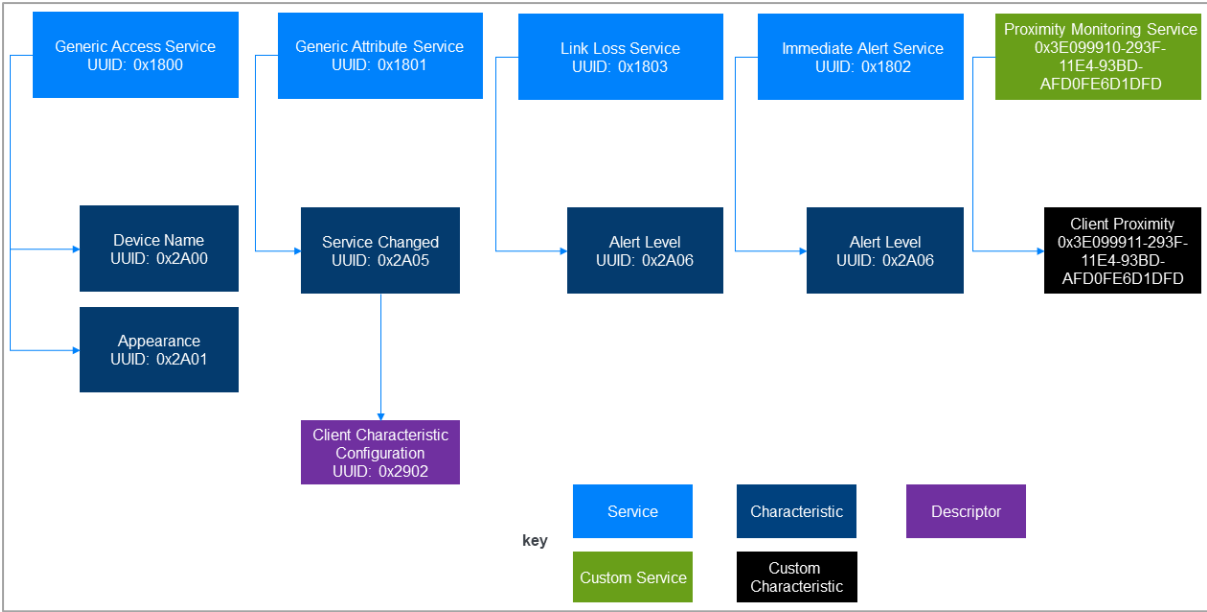 Generic Access Service
UUID: 0x1800
Generic Attribute Service
UUID: 0x1801
Link Loss Service
UUID: 0x1803
Immediate Alert Service
UUID: 0x1802
Proximity Monitoring Service
0x3E099910-293F-
11E4-93BD-
AFD0FE6D1DFD
Device Name
UUID: 0x2A00
Service Changed
UUID: 0x2A05
Alert Level
UUID: 0x2A06
Alert Level
UUID: 0x2A06
Client Proximity
0x3E099911-293F-
11E4-93BD-
AFD0FE6D1DFD
Appearance
UUID: 0x2A01
Client Characteristic
Configuration
UUID: 0x2902
key
Service
Characteristic
Descriptor
Custom Service
Custom
Characteristic